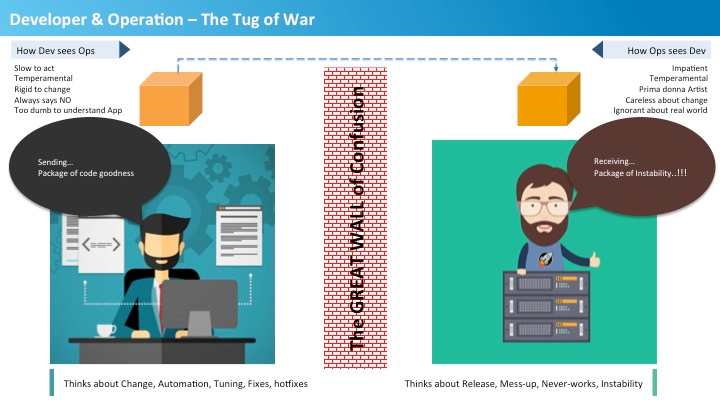 Developer & Operation – The Tug of War
How Dev sees Ops
Slow to act
Temperamental
Rigid to change
Always says NO
Too dumb to understand App
How Ops sees Dev
Impatient
Temperamental
Prima donna Artist
Careless about change
Ignorant about real world
Sending...
Package of code goodness
The GREAT WALL of Confusion
Receiving...
Package of Instability..!!!
Thinks about Change, Automation, Tuning, Fixes, hotfixes
Thinks about Release, Mess-up, Never-works, Instability